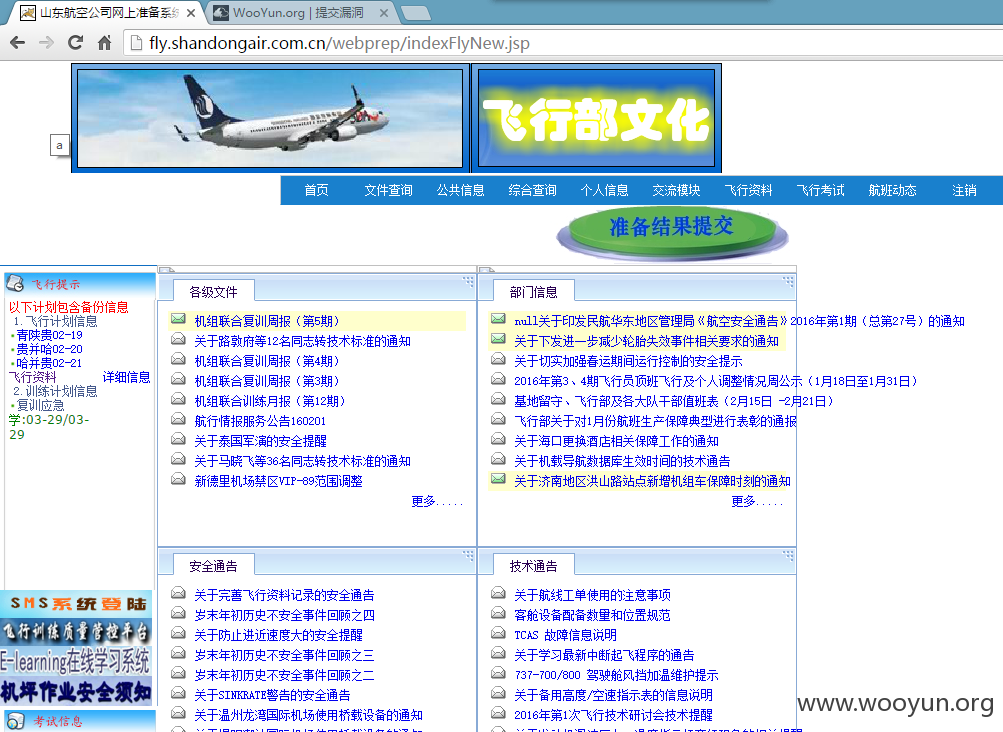 山东航空公司网上准备系统
WooYun.org | 提交漏洞
fly.shandongair.com.cn/webprep/indexFlyNew.jsp
飞行部文化
a
首页 文件查询 公共信息 综合查询 个人信息 交流模块 飞行资料 飞行考试 航班动态 注销
准备结果提交
飞行提示
以下计划包含备份信息
1.飞行计划信息
青陕贵02-19
贵并哈02-20
哈并贵02-21
飞行资料 详细信息
2.训练计划信息
复训应急
学:03-29/03-
29
SMS系统登陆
飞行训练质量管控平台
E-learning在线学习系统
机坪作业安全须知
考试信息
各级文件
机组联合复训周报（第5期）
关于路敦府等12名同志转技术标准的通知
机组联合复训周报（第4期）
机组联合复训周报（第3期）
机组联合训练月报（第12期）
航行情报服务公告160201
关于泰国军演的安全提醒
关于马晓飞等36名同志转技术标准的通知
新德里机场禁区VIP-89范围调整
更多.....
部门信息
null关于印发民航华东地区管理局《航空安全通告》2016年第1期（总第27号）的通知
关于下发进一步减少轮胎失效事件相关要求的通知
关于切实加强春运期间运行控制的安全提示
2016年第3、4期飞行员顶班飞行及个人调整情况周公示（1月18日至1月31日）
基地留守、飞行部及各大队干部值班表（2月15日 -2月21日）
飞行部关于对1月份航班生产保障典型进行表彰的通报
关于海口更换酒店相关保障工作的通知
关于机载导航数据库生效时间的技术通告
关于济南地区洪山路站点新增机组车保障时刻的通知
更多.....
安全通告
关于完善飞行资料记录的安全通告
岁末年初历史不安全事件回顾之四
关于防止进近速度大的安全提醒
岁末年初历史不安全事件回顾之三
岁末年初历史不安全事件回顾之二
关于SINKRATE警告的安全通告
关于温州龙湾国际机场使用桥载设备的通知
技术通告
关于航线工单使用的注意事项
客舱设备配备数量和位置规范
TCAS 故障信息说明
关于学习最新中断起飞程序的通告
737-700/800 驾驶舱风挡加温维护提示
关于备用高度/空速指示表的信息说明
2016年第1次飞行技术研讨会技术提醒
www.wooyun.org